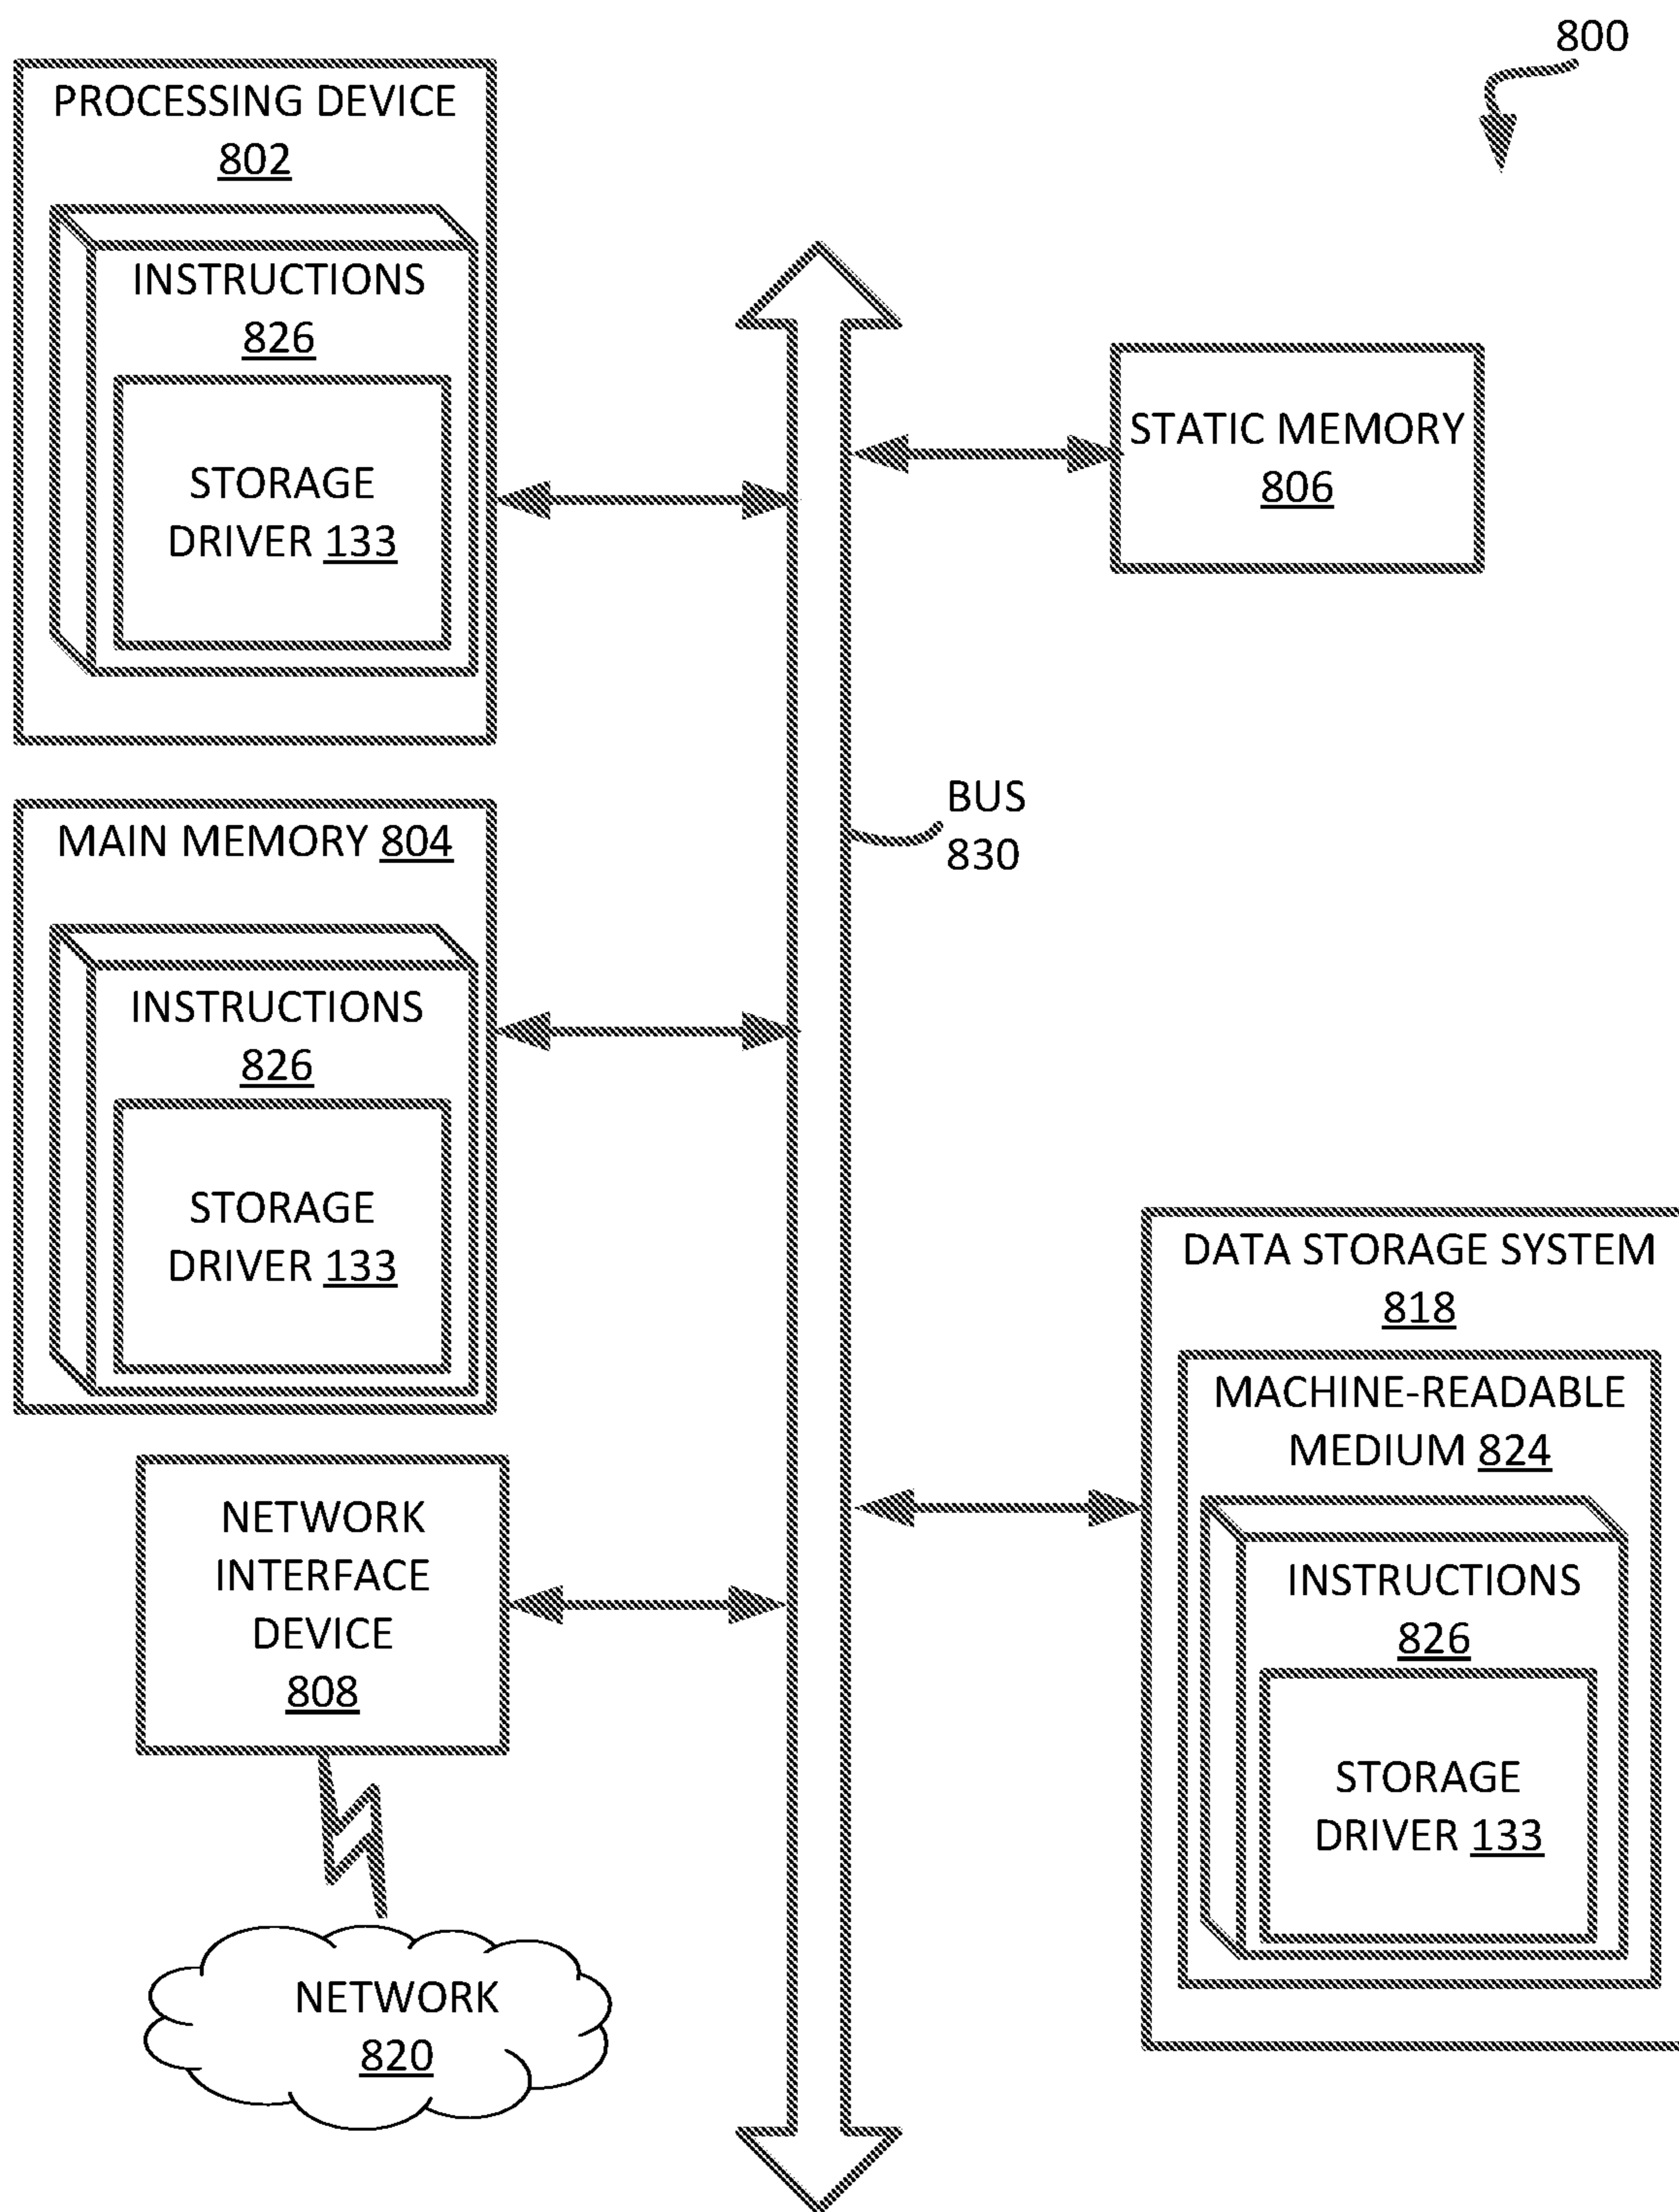 800
PROCESSING DEVICE
802
INSTRUCTIONS
826
STORAGE
DRIVER 133
STATIC MEMORY
806
BUS
830
MAIN MEMORY 804
INSTRUCTIONS
826
STORAGE
DRIVER 133
DATA STORAGE SYSTEM
818
MACHINE-READABLE
MEDIUM 824
INSTRUCTIONS
826
STORAGE
DRIVER 133
NETWORK
INTERFACE
DEVICE
808
NETWORK
820